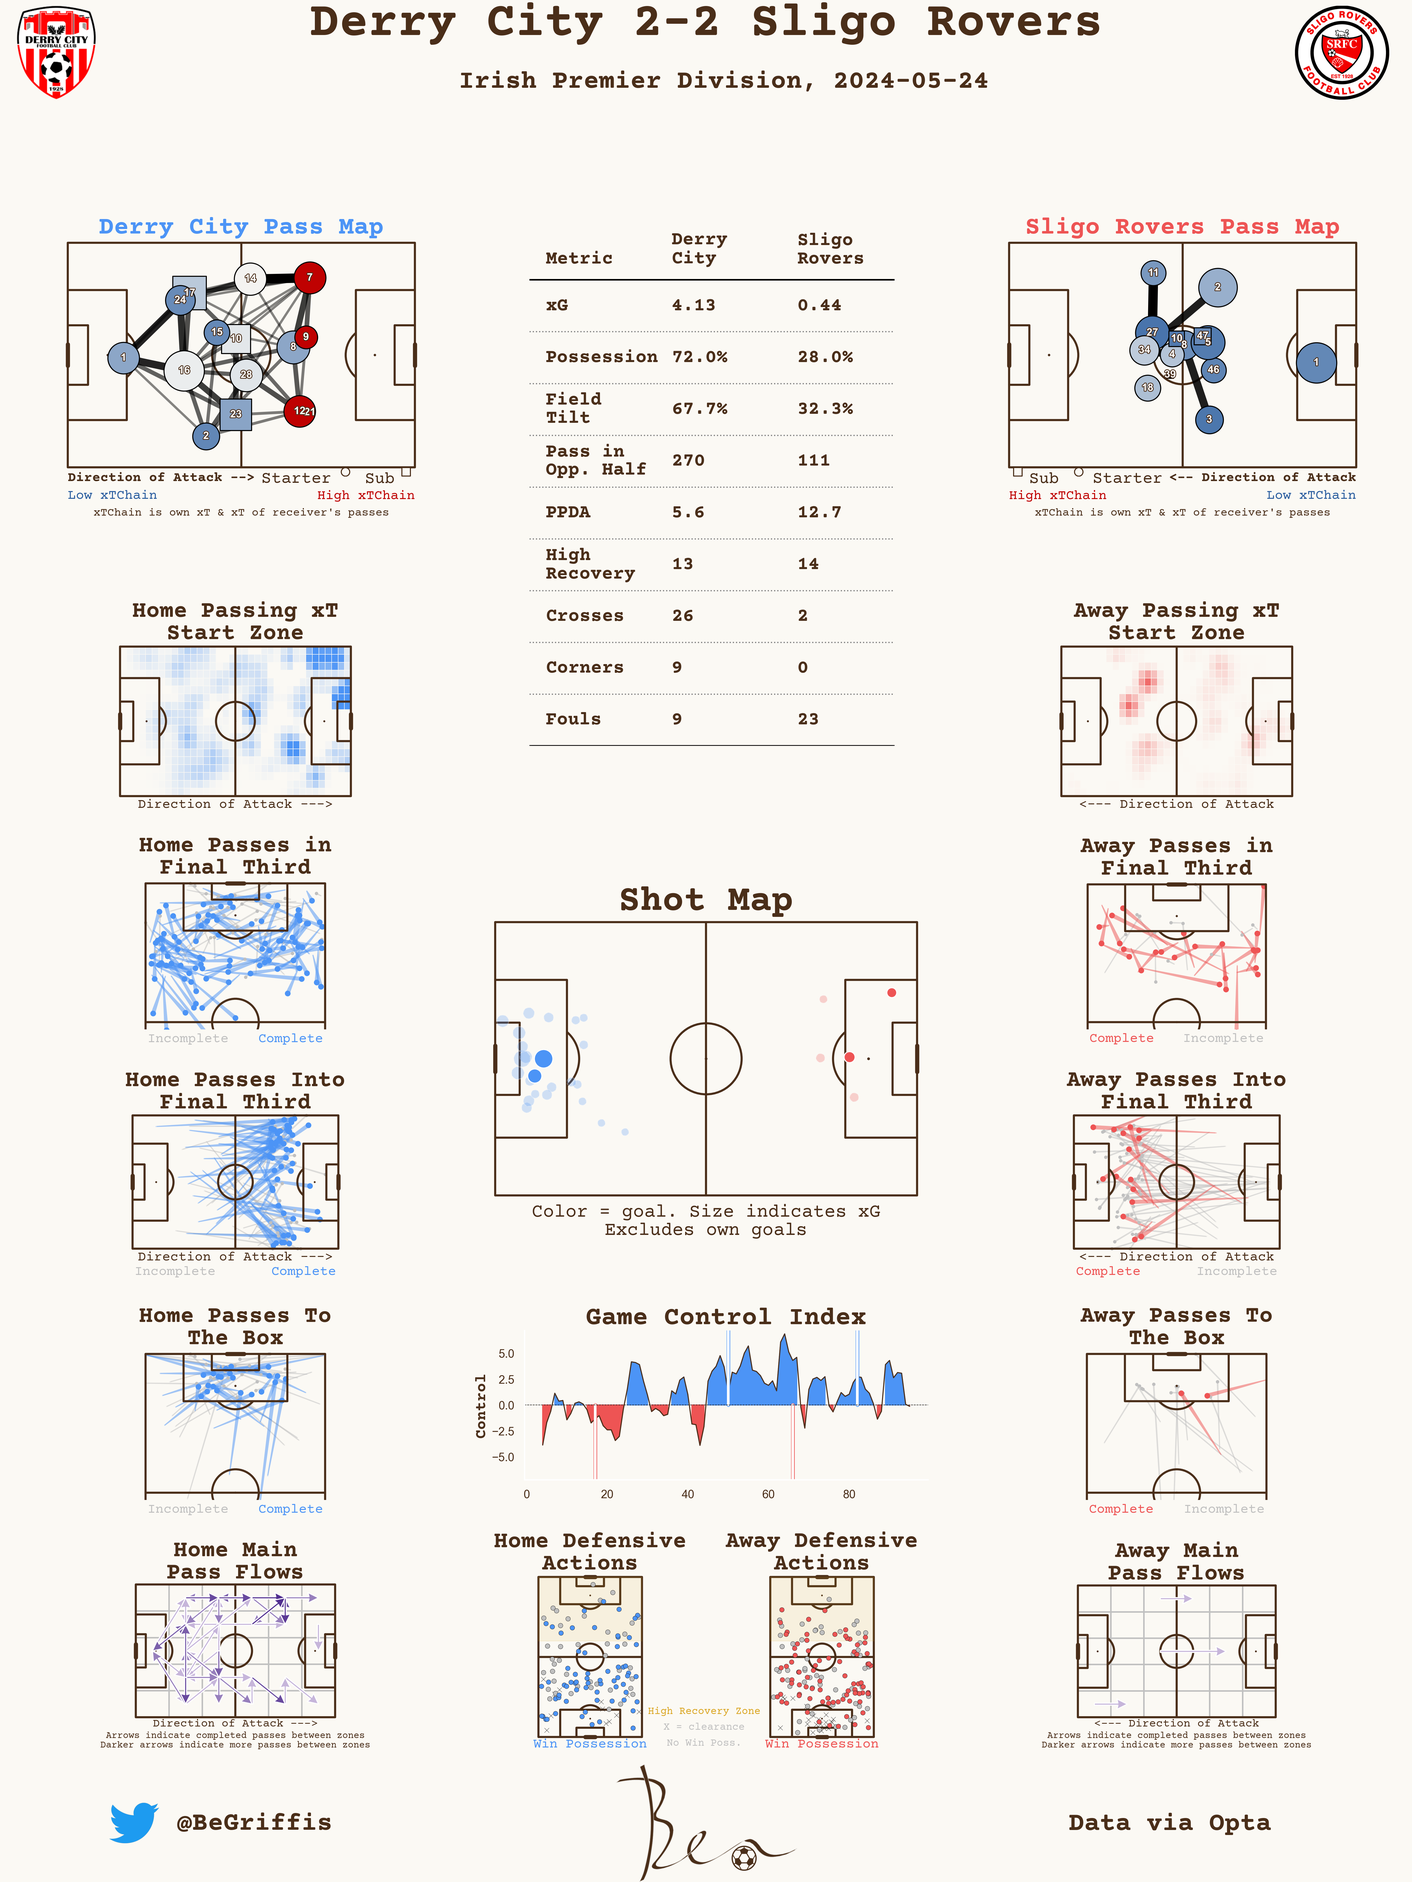 Derry City 2-2 Sligo Rovers
Irish Premier Division, 2024-05-24
DERRY CITY
FOOTBALL CLUB
1928
SLIGO ROVERS
SRFC
EST 1928
FOOTBALL CLUB
Derry City Pass Map
17
14
7
24
15
10
9
8
1
16
28
12
21
23
2
Direction of Attack --> Starter Sub
Low xTChain High xTChain
xTChain is own xT & xT of receiver's passes
Metric Derry City Sligo Rovers
xG 4.13 0.44
Possession 72.0% 28.0%
Field Tilt 67.7% 32.3%
Pass in Opp. Half 270 111
PPDA 5.6 12.7
High Recovery 13 14
Crosses 26 2
Corners 9 0
Fouls 9 23
Sligo Rovers Pass Map
11
2
27
10
47
8
5
34
4
1
39
46
18
3
Sub Starter <-- Direction of Attack
High xTChain Low xTChain
xTChain is own xT & xT of receiver's passes
Home Passing xT
Start Zone
Direction of Attack --->
Away Passing xT
Start Zone
<--- Direction of Attack
Home Passes in
Final Third
Incomplete Complete
Away Passes in
Final Third
Complete Incomplete
Shot Map
Color = goal. Size indicates xG
Excludes own goals
Home Passes Into
Final Third
Direction of Attack --->
Incomplete Complete
Away Passes Into
Final Third
<--- Direction of Attack
Complete Incomplete
Home Passes To
The Box
Incomplete Complete
Game Control Index
Control
5.0
2.5
0.0
−2.5
−5.0
0 20 40 60 80
Away Passes To
The Box
Complete Incomplete
Home Main
Pass Flows
Direction of Attack --->
Arrows indicate completed passes between zones
Darker arrows indicate more passes between zones
Home Defensive
Actions
Win Possession
High Recovery Zone
X = clearance
No Win Poss.
Away Defensive
Actions
Win Possession
Away Main
Pass Flows
<--- Direction of Attack
Arrows indicate completed passes between zones
Darker arrows indicate more passes between zones
@BeGriffis
Ben
Data via Opta